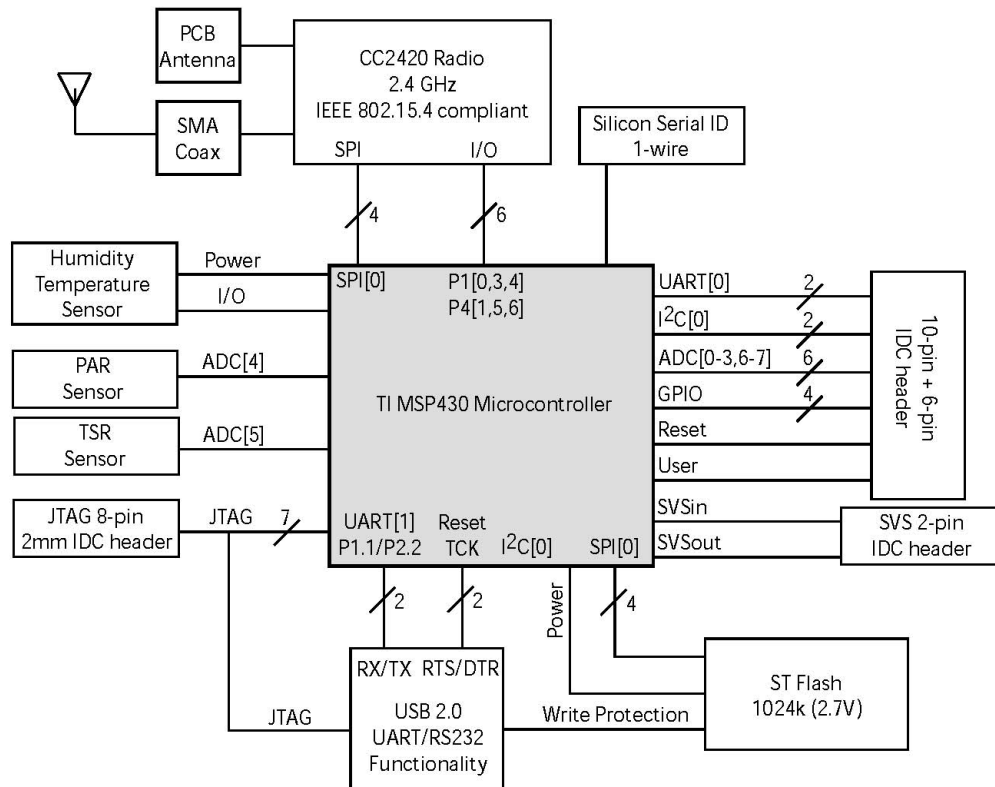 PCB
Antenna
CC2420 Radio
2.4 GHz
IEEE 802.15.4 compliant
SPI
I/O
SMA
Coax
Silicon Serial ID
1-wire
4
6
Humidity
Temperature
Sensor
Power
I/O
SPI[0]
P1[0,3,4]
P4[1,5,6]
UART[0]
2
I²C[0]
2
ADC[0-3,6-7]
6
GPIO
4
Reset
User
10-pin + 6-pin
IDC header
PAR
Sensor
ADC[4]
TI MSP430 Microcontroller
TSR
Sensor
ADC[5]
JTAG 8-pin
2mm IDC header
JTAG
7
UART[1]
P1.1/P2.2
Reset
TCK
I²C[0]
SPI[0]
SVSin
SVSout
SVS 2-pin
IDC header
2
2
Power
4
RX/TX
RTS/DTR
USB 2.0
UART/RS232
Functionality
JTAG
Write Protection
ST Flash
1024k (2.7V)